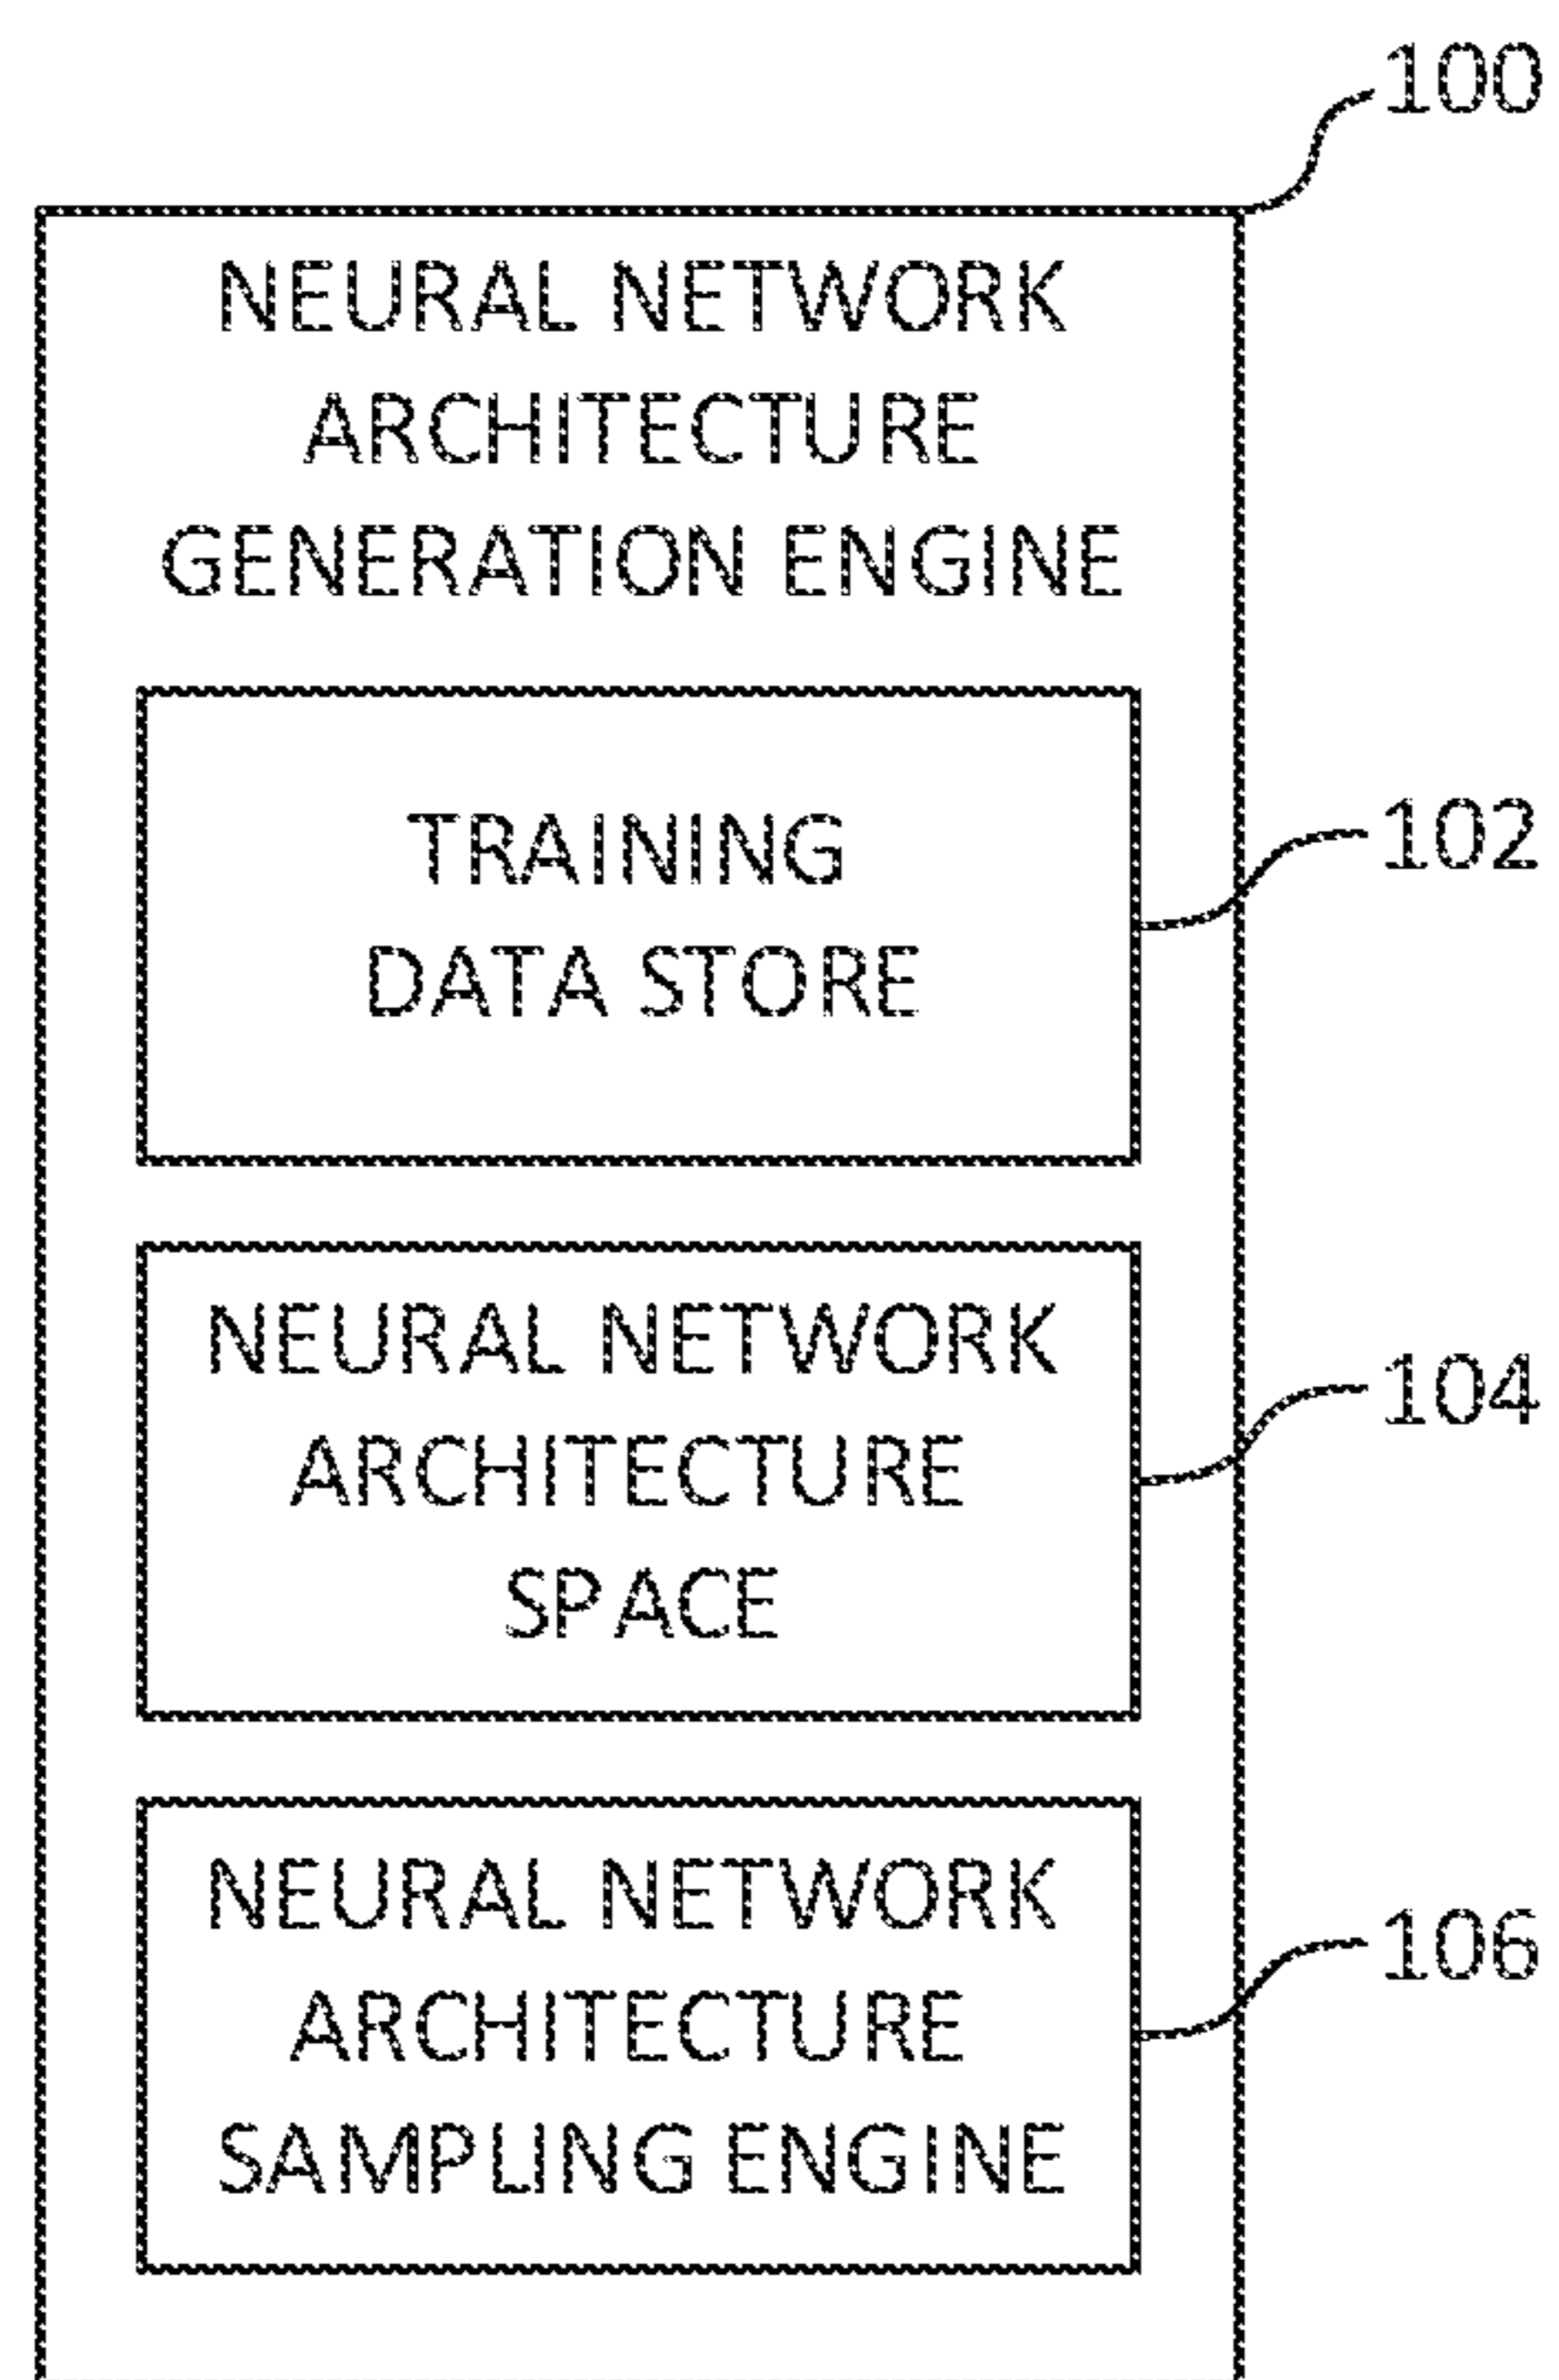 100
NEURAL NETWORK
ARCHITECTURE
GENERATION ENGINE
TRAINING
DATA STORE
102
NEURAL NETWORK
ARCHITECTURE
SPACE
104
NEURAL NETWORK
ARCHITECTURE
SAMPLING ENGINE
106